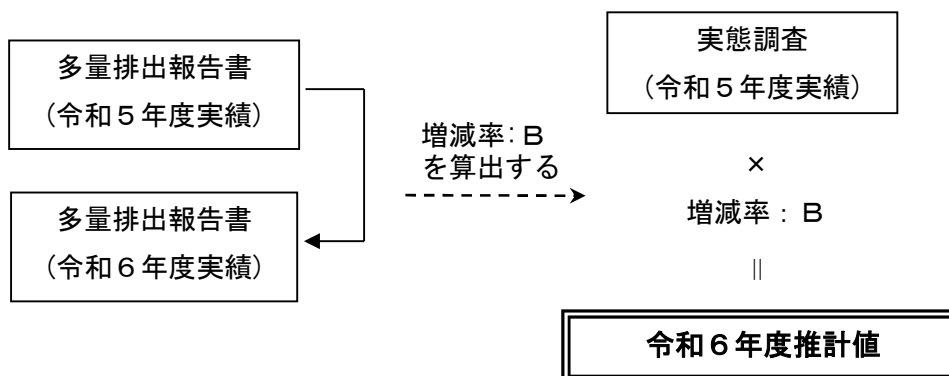 多量排出報告書
（令和５年度実績）
多量排出報告書
（令和６年度実績）
増減率：Ｂ
を算出する
実態調査
（令和５年度実績）
×
増減率：Ｂ
||
令和６年度推計値